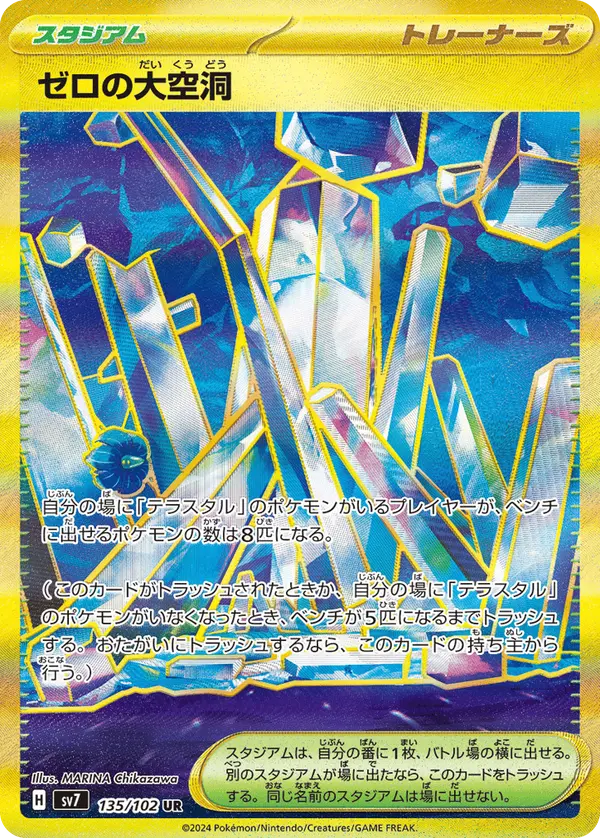 スタジアム
トレーナーズ
だいくうどう
ゼロの大空洞
じぶん ば
自分の場に「テラスタル」のポケモンがいるプレイヤーが、ベンチ
だ かず ぴき
に出せるポケモンの数は8匹になる。
じぶん ば
(このカードがトラッシュされたときか、自分の場に「テラスタル」
ひき
のポケモンがいなくなったとき、ベンチが5匹になるまでトラッシュ
も ぬし
する。おたがいにトラッシュするなら、このカードの持ち主から
おこな
行う。)
じぶん ばん まい ば よこ だ
スタジアムは、自分の番に1枚、バトル場の横に出せる。
べつ ば で
別のスタジアムが場に出たなら、このカードをトラッシュ
おな なまえ ば だ
する。同じ名前のスタジアムは場に出せない。
Illus. MARINA Chikazawa
H sv7 135/102 UR
©2024 Pokémon/Nintendo/Creatures/GAME FREAK.